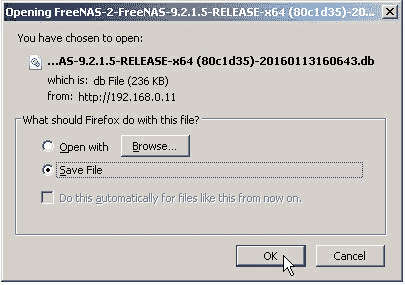 Opening FreeNAS-2-FreeNAS-9.2.1.5-RELEASE-x64 (80c1d35)-20...
You have chosen to open:
...AS-9.2.1.5-RELEASE-x64 (80c1d35)-20160113160643.db
which is: db File (236 KB)
from: http://192.168.0.11
What should Firefox do with this file?
Open with Browse...
Save File
Do this automatically for files like this from now on.
OK Cancel